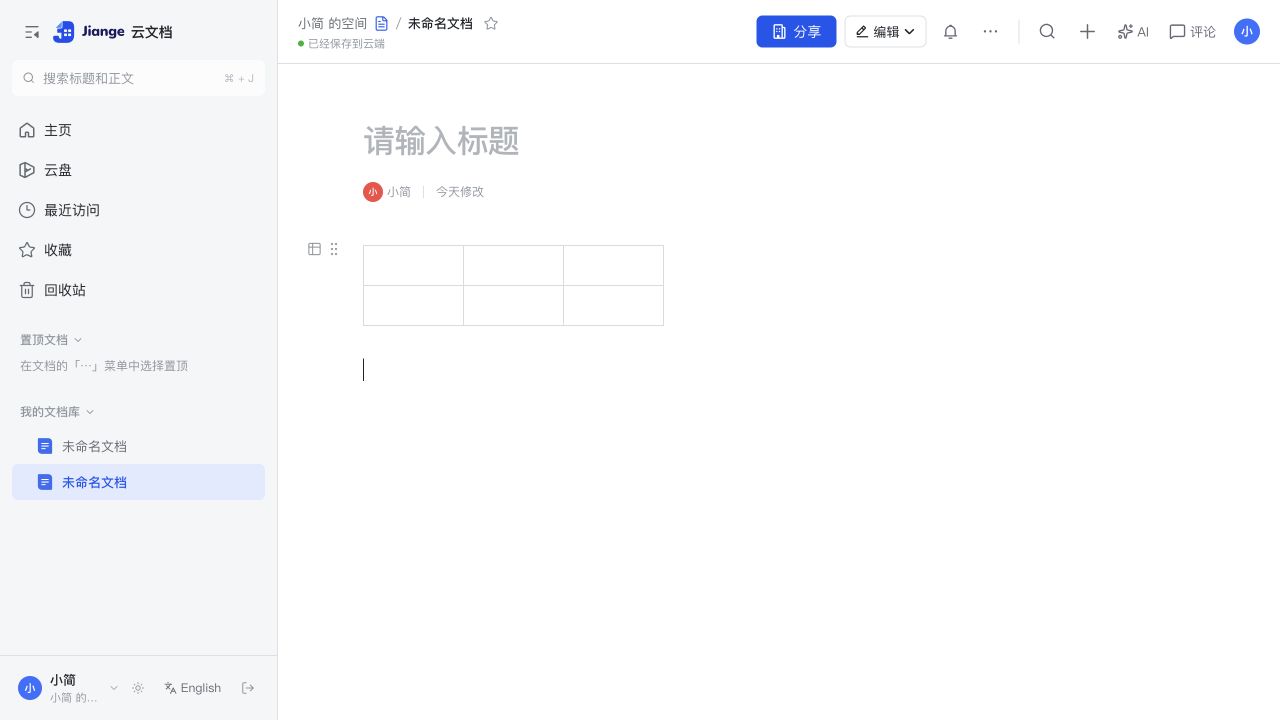 Jiange 云文档
搜索标题和正文 ⌘ + J
主页
云盘
最近访问
收藏
回收站
置顶文档
在文档的「…」菜单中选择置顶
我的文档库
未命名文档
未命名文档
小 小简
小简 的...
English
小简 的空间 / 未命名文档
已经保存到云端
分享
编辑
AI
评论
小
请输入标题
小 小简
今天修改